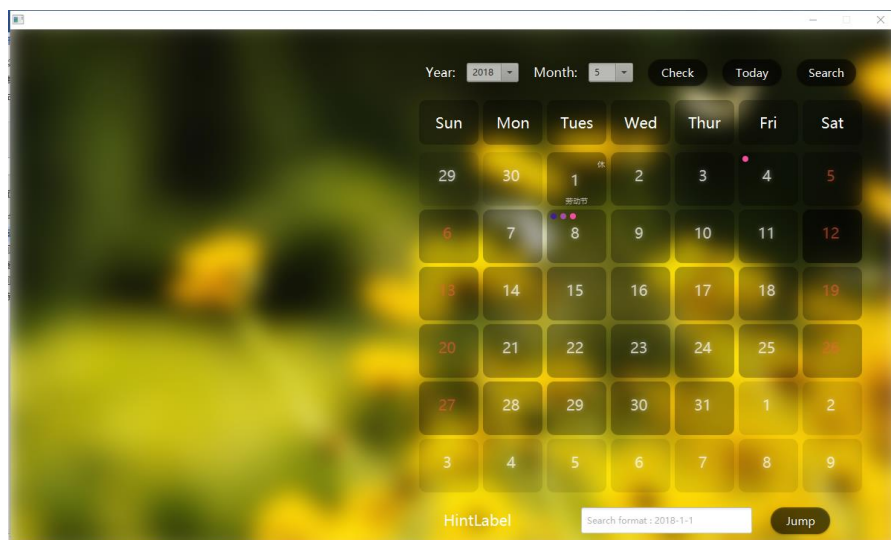 Year: 2018 Month: 5 Check Today Search
Sun Mon Tues Wed Thur Fri Sat
休
29 30 1 2 3 4 5
劳动节
6 7 8 9 10 11 12
13 14 15 16 17 18 19
20 21 22 23 24 25 26
27 28 29 30 31 1 2
3 4 5 6 7 8 9
HintLabel Search format : 2018-1-1 Jump